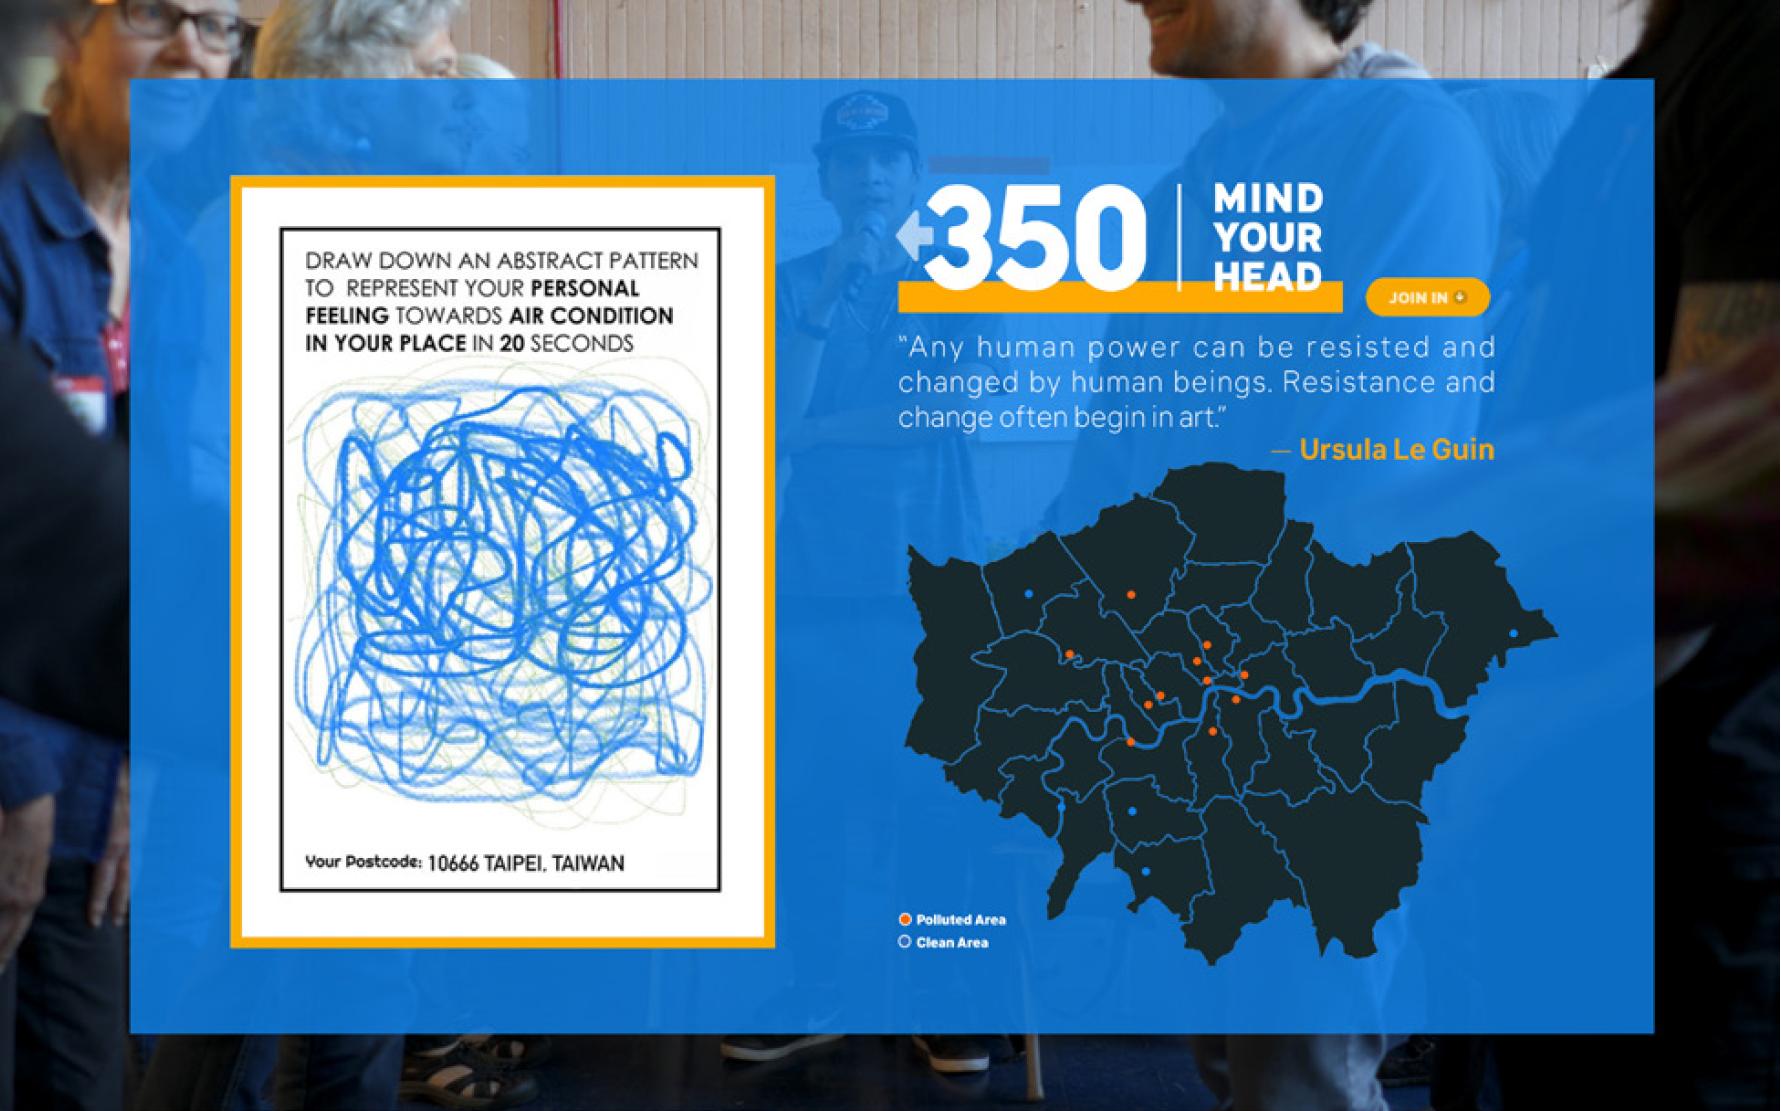 DRAW DOWN AN ABSTRACT PATTERN
TO REPRESENT YOUR PERSONAL
FEELING TOWARDS AIR CONDITION
IN YOUR PLACE IN 20 SECONDS
Your Postcode: 10666 TAIPEI, TAIWAN
350
MIND
YOUR
HEAD
JOIN IN
“Any human power can be resisted and
changed by human beings. Resistance and
change often begin in art.”
— Ursula Le Guin
Polluted Area
Clean Area